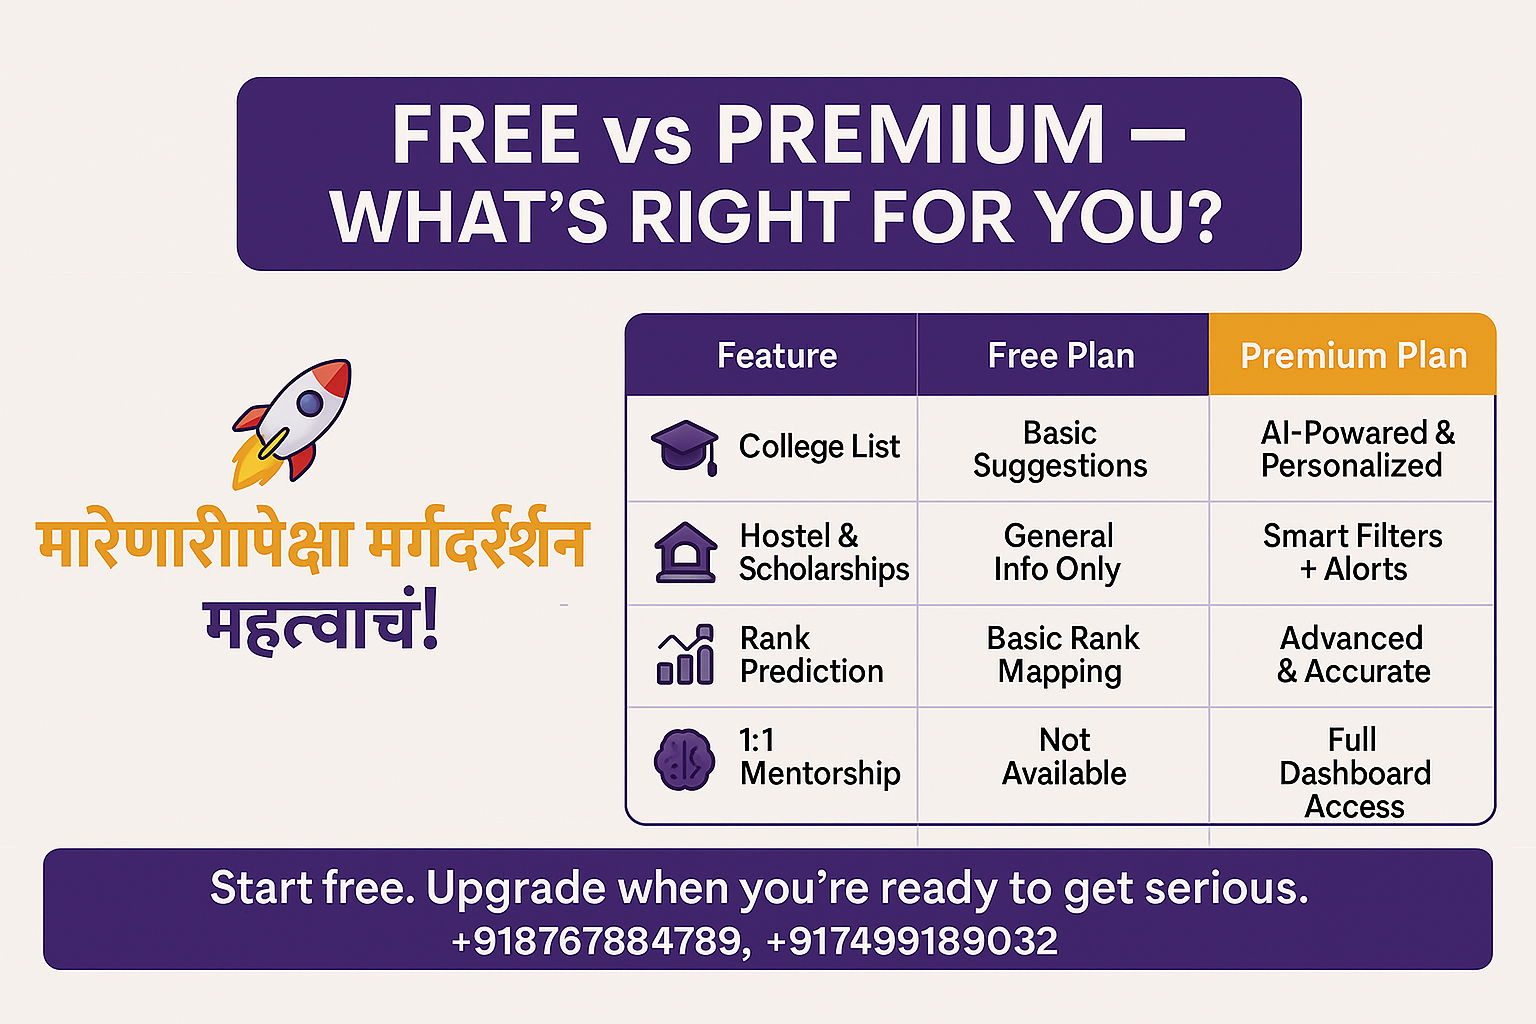 FREE vs PREMIUM –
WHAT'S RIGHT FOR YOU?
मारेणारीापेक्षा मर्गदर्रर्शन
महत्वाचं!
Feature Free Plan Premium Plan
College List
Basic
Suggestions
AI-Powared &
Personalized
Hostel &
Scholarships
General
Info Only
Smart Filters
+ Alorts
Rank
Prediction
Basic Rank
Mapping
Advanced
& Accurate
1:1
Mentorship
Not
Available
Full
Dashboard
Access
Start free. Upgrade when you're ready to get serious.
+918767884789, +917499189032